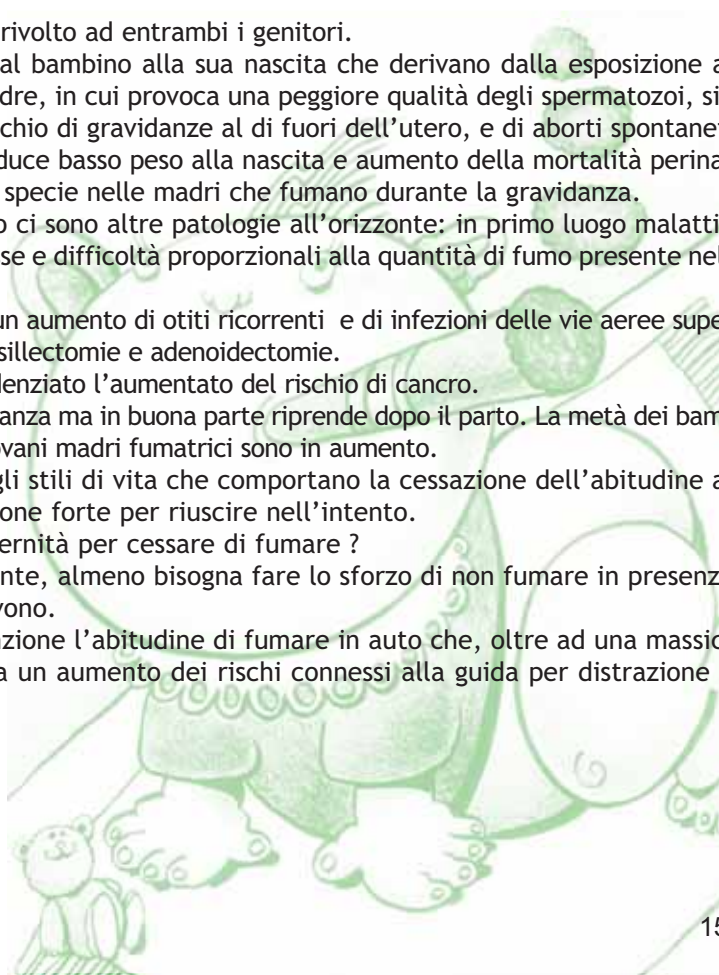 rivolto ad entrambi i genitori.
al bambino alla sua nascita che derivano dalla esposizione a
dre, in cui provoca una peggiore qualità degli spermatozoi, si
chio di gravidanze al di fuori dell’utero, e di aborti spontanei
duce basso peso alla nascita e aumento della mortalità perina
specie nelle madri che fumano durante la gravidanza.
o ci sono altre patologie all’orizzonte: in primo luogo malatti
se e difficoltà proporzionali alla quantità di fumo presente nel
un aumento di otiti ricorrenti e di infezioni delle vie aeree supe
sillectomie e adenoidectomie.
denziato l’aumentato del rischio di cancro.
anza ma in buona parte riprende dopo il parto. La metà dei bam
ovani madri fumatrici sono in aumento.
gli stili di vita che comportano la cessazione dell’abitudine a
one forte per riuscire nell’intento.
ernità per cessare di fumare ?
nte, almeno bisogna fare lo sforzo di non fumare in presenz
vono.
nzione l’abitudine di fumare in auto che, oltre ad una massic
a un aumento dei rischi connessi alla guida per distrazione
15